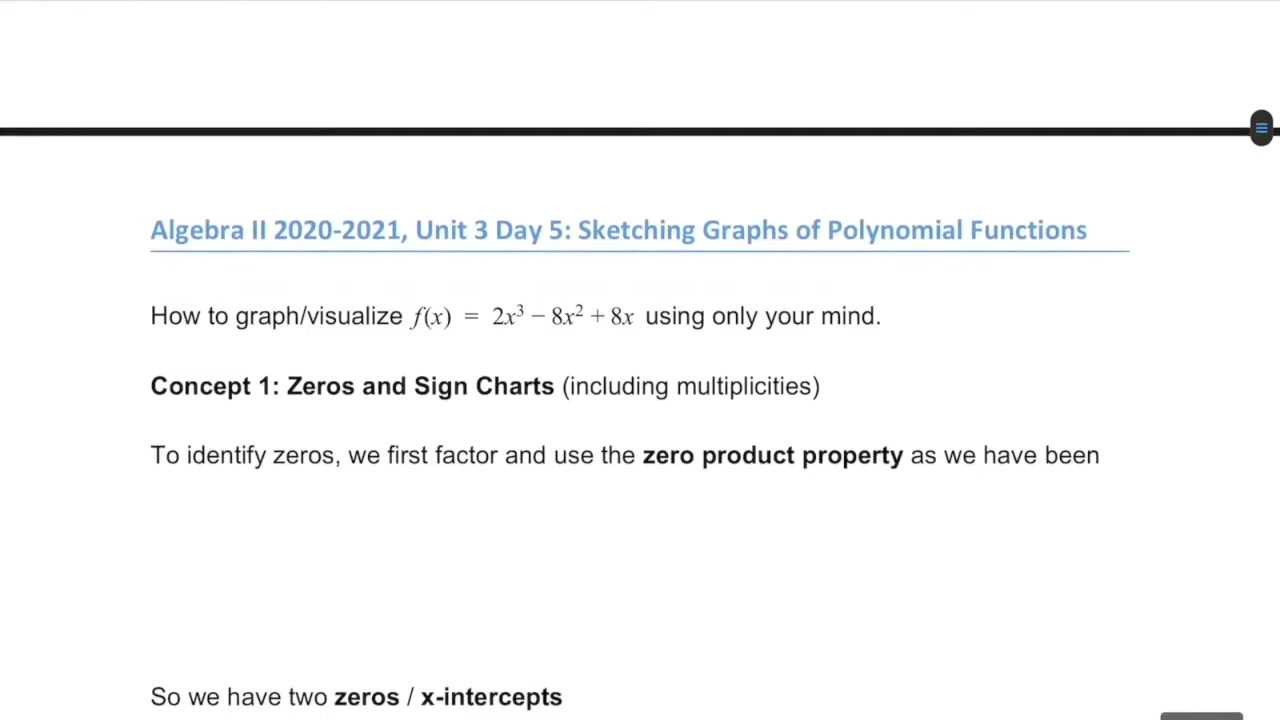 Algebra II 2020-2021, Unit 3 Day 5: Sketching Graphs of Polynomial Functions
How to graph/visualize f(x) = 2x³ − 8x² + 8x using only your mind.
Concept 1: Zeros and Sign Charts (including multiplicities)
To identify zeros, we first factor and use the zero product property as we have been
So we have two zeros / x-intercepts